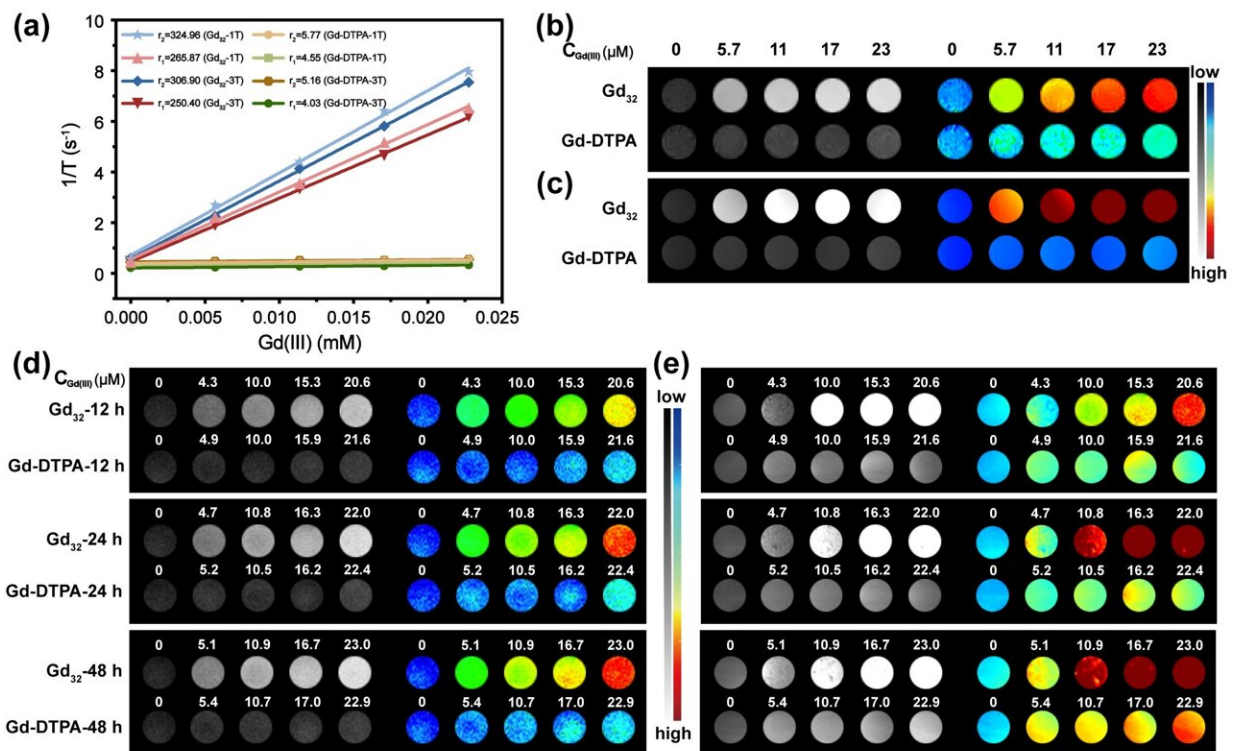 (a)
10
8
6
4
2
0
1/T (s⁻¹)
r₂=324.96 (Gd₃₂-1T) r₂=5.77 (Gd-DTPA-1T)
r₁=265.87 (Gd₃₂-1T) r₁=4.55 (Gd-DTPA-1T)
r₂=306.90 (Gd₃₂-3T) r₂=5.16 (Gd-DTPA-3T)
r₁=250.40 (Gd₃₂-3T) r₁=4.03 (Gd-DTPA-3T)
0.000 0.005 0.010 0.015 0.020 0.025
Gd(III) (mM)
(b)
C_Gd(III) (μM) 0 5.7 11 17 23 0 5.7 11 17 23
Gd₃₂
Gd-DTPA
(c)
Gd₃₂
Gd-DTPA
low
high
(d)
C_Gd(III) (μM)
0 4.3 10.0 15.3 20.6 0 4.3 10.0 15.3 20.6
Gd₃₂-12 h
0 4.9 10.0 15.9 21.6 0 4.9 10.0 15.9 21.6
Gd-DTPA-12 h
0 4.7 10.8 16.3 22.0 0 4.7 10.8 16.3 22.0
Gd₃₂-24 h
0 5.2 10.5 16.2 22.4 0 5.2 10.5 16.2 22.4
Gd-DTPA-24 h
0 5.1 10.9 16.7 23.0 0 5.1 10.9 16.7 23.0
Gd₃₂-48 h
0 5.4 10.7 17.0 22.9 0 5.4 10.7 17.0 22.9
Gd-DTPA-48 h
low
high
(e)
0 4.3 10.0 15.3 20.6 0 4.3 10.0 15.3 20.6
0 4.9 10.0 15.9 21.6 0 4.9 10.0 15.9 21.6
0 4.7 10.8 16.3 22.0 0 4.7 10.8 16.3 22.0
0 5.2 10.5 16.2 22.4 0 5.2 10.5 16.2 22.4
0 5.1 10.9 16.7 23.0 0 5.1 10.9 16.7 23.0
0 5.4 10.7 17.0 22.9 0 5.4 10.7 17.0 22.9